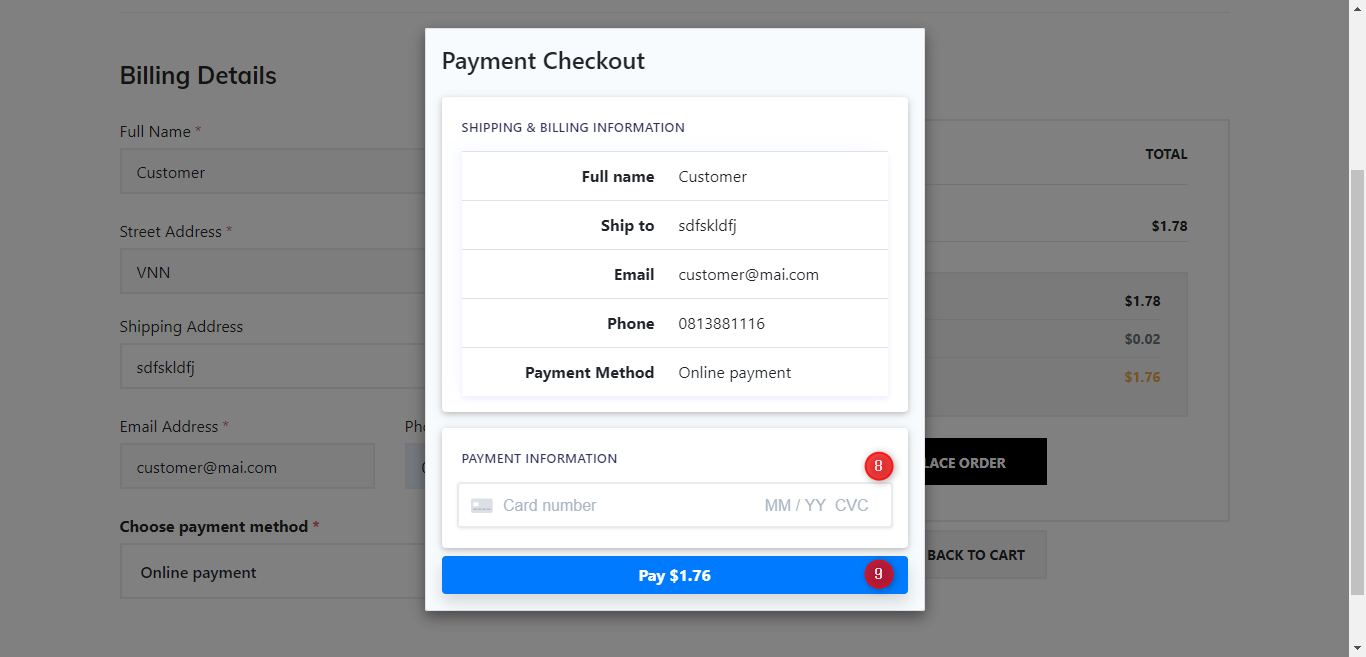 Payment Checkout
SHIPPING & BILLING INFORMATION
Full name Customer
Ship to sdfskldfj
Email customer@mai.com
Phone 0813881116
Payment Method Online payment
PAYMENT INFORMATION
8
Card number MM / YY CVC
Pay $1.76
9
Billing Details
Full Name *
Customer
Street Address *
VNN
Shipping Address
sdfskldfj
Email Address *
customer@mai.com
Choose payment method *
Online payment
TOTAL
$1.78
$1.78
$0.02
$1.76
LACE ORDER
BACK TO CART